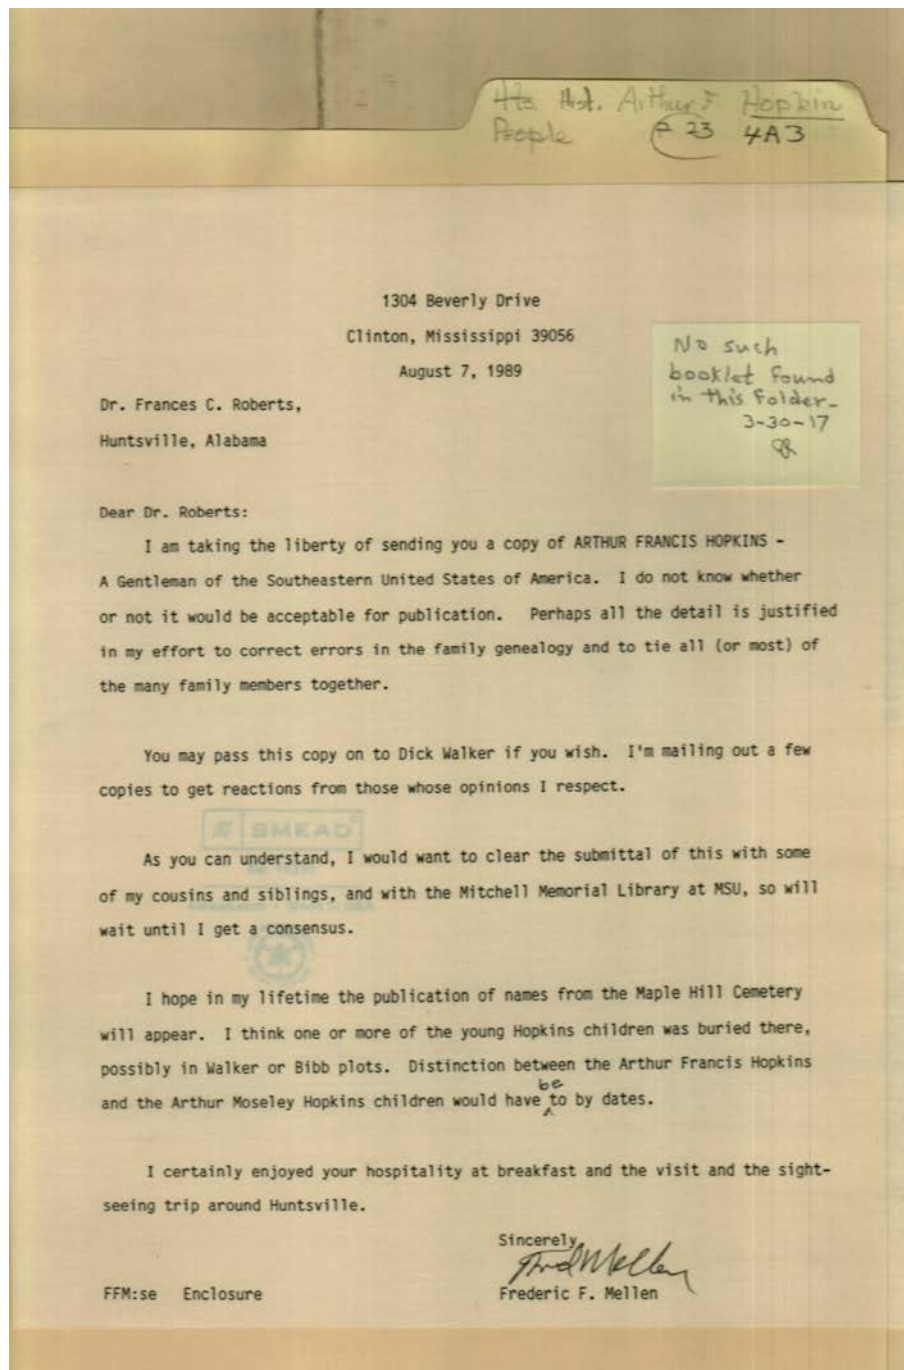 Hts Hist. Arthur F Hopkin
People P 23 4A3
1304 Beverly Drive
Clinton, Mississippi 39056
August 7, 1989
No such
booklet found
in this folder-
3-30-17
Dr. Frances C. Roberts,
Huntsville, Alabama
Dear Dr. Roberts:
I am taking the liberty of sending you a copy of ARTHUR FRANCIS HOPKINS -
A Gentleman of the Southeastern United States of America. I do not know whether
or not it would be acceptable for publication. Perhaps all the detail is justified
in my effort to correct errors in the family genealogy and to tie all (or most) of
the many family members together.
You may pass this copy on to Dick Walker if you wish. I'm mailing out a few
copies to get reactions from those whose opinions I respect.
SMEAD
As you can understand, I would want to clear the submittal of this with some
of my cousins and siblings, and with the Mitchell Memorial Library at MSU, so will
wait until I get a consensus.
I hope in my lifetime the publication of names from the Maple Hill Cemetery
will appear. I think one or more of the young Hopkins children was buried there,
possibly in Walker or Bibb plots. Distinction between the Arthur Francis Hopkins
be
and the Arthur Moseley Hopkins children would have to by dates.
I certainly enjoyed your hospitality at breakfast and the visit and the sight-
seeing trip around Huntsville.
Sincerely,
Fred Mellen
FFM:se Enclosure Frederic F. Mellen